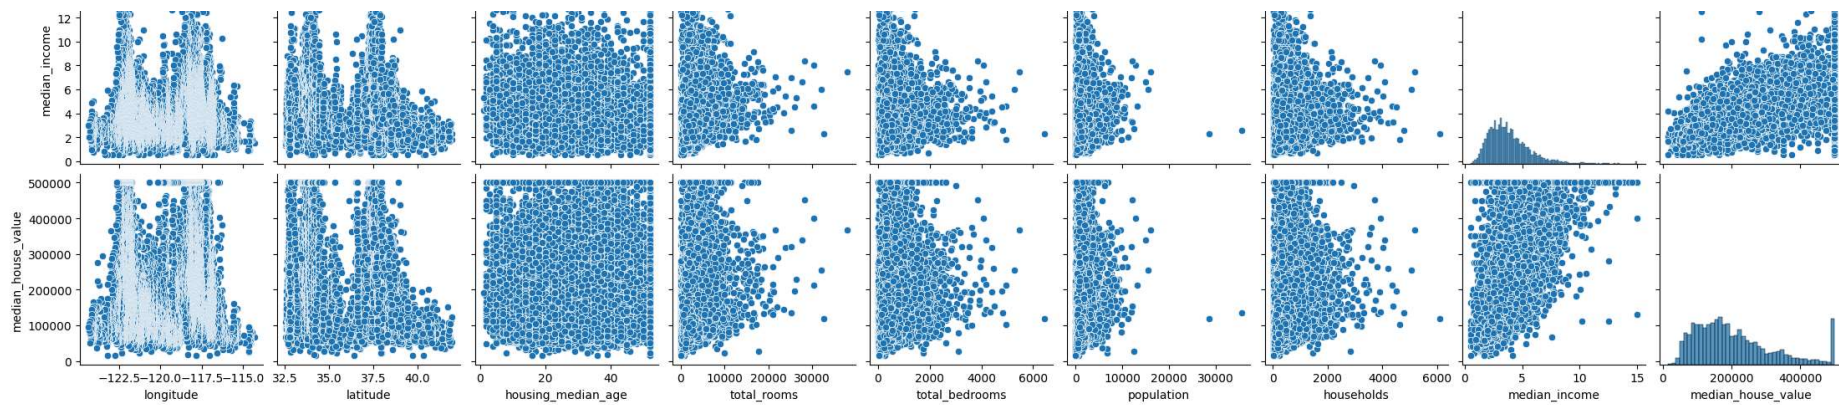 12
10
8
6
4
2
0
median_income
500000
400000
300000
200000
100000
0
median_house_value
−122.5 −120.0 −117.5 −115.0
32.5 35.0 37.5 40.0
0 20 40
0 10000 20000 30000
0 2000 4000 6000
0 10000 20000 30000
0 2000 4000 6000
0 5 10 15
0 200000 400000
longitude
latitude
housing_median_age
total_rooms
total_bedrooms
population
households
median_income
median_house_value